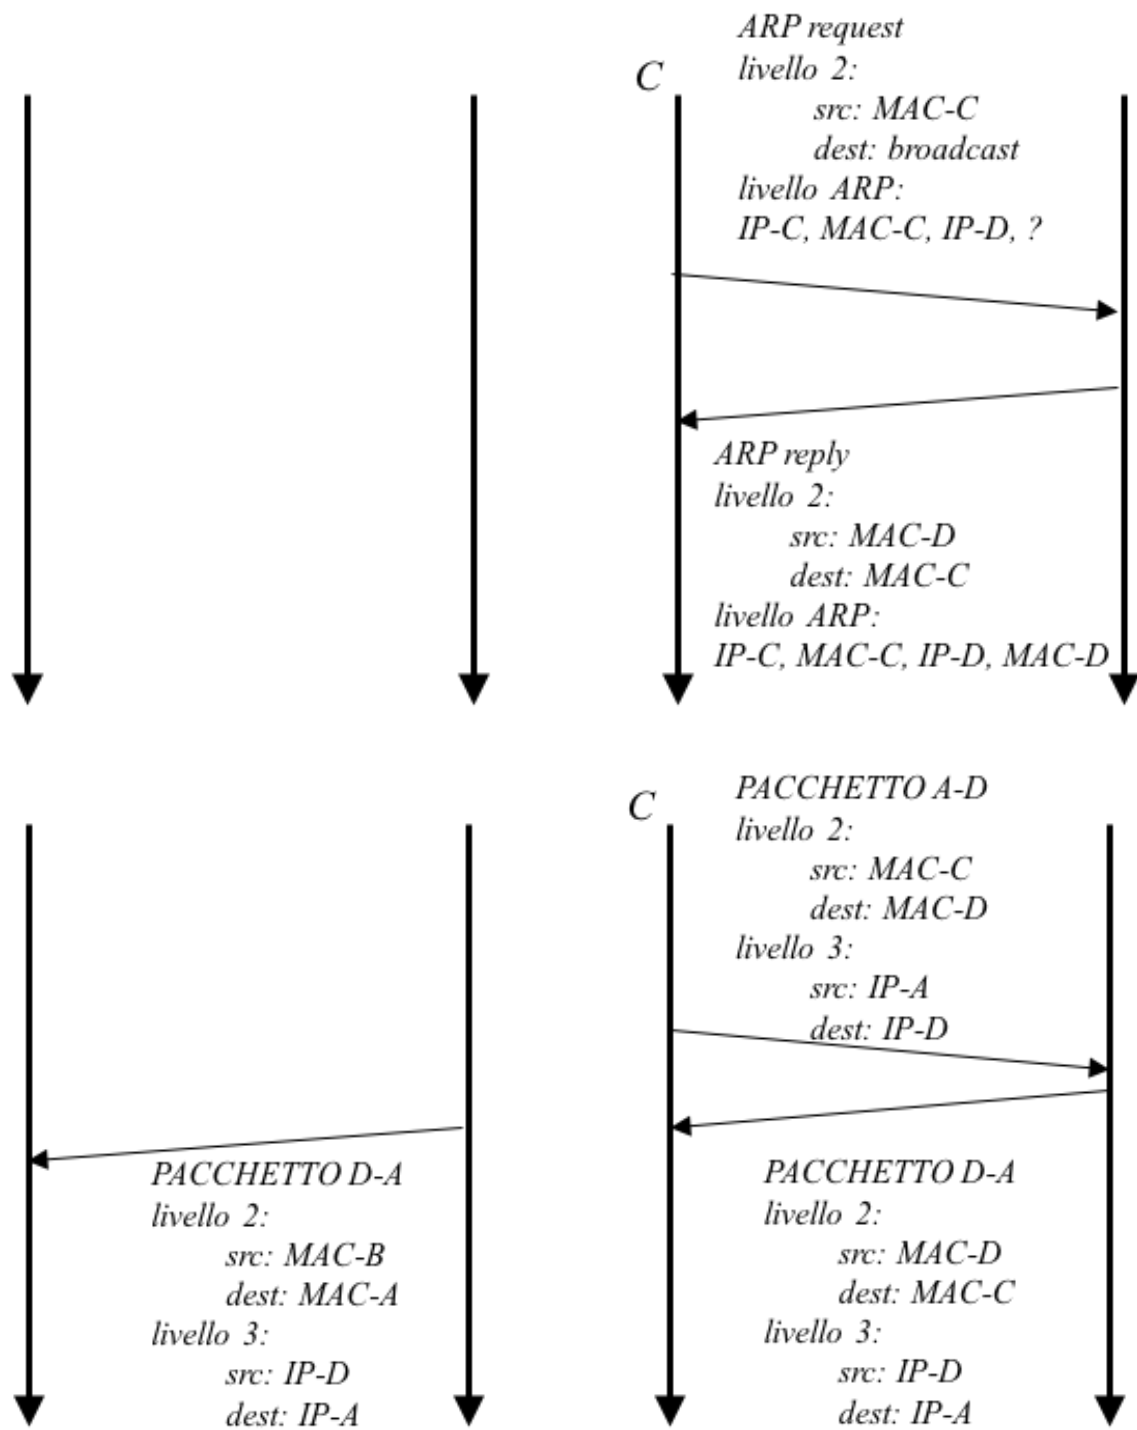 ARP request
C
livello 2:
src: MAC-C
dest: broadcast
livello ARP:
IP-C, MAC-C, IP-D, ?
ARP reply
livello 2:
src: MAC-D
dest: MAC-C
livello ARP:
IP-C, MAC-C, IP-D, MAC-D
C
PACCHETTO A-D
livello 2:
src: MAC-C
dest: MAC-D
livello 3:
src: IP-A
dest: IP-D
PACCHETTO D-A
livello 2:
src: MAC-B
dest: MAC-A
livello 3:
src: IP-D
dest: IP-A
PACCHETTO D-A
livello 2:
src: MAC-D
dest: MAC-C
livello 3:
src: IP-D
dest: IP-A